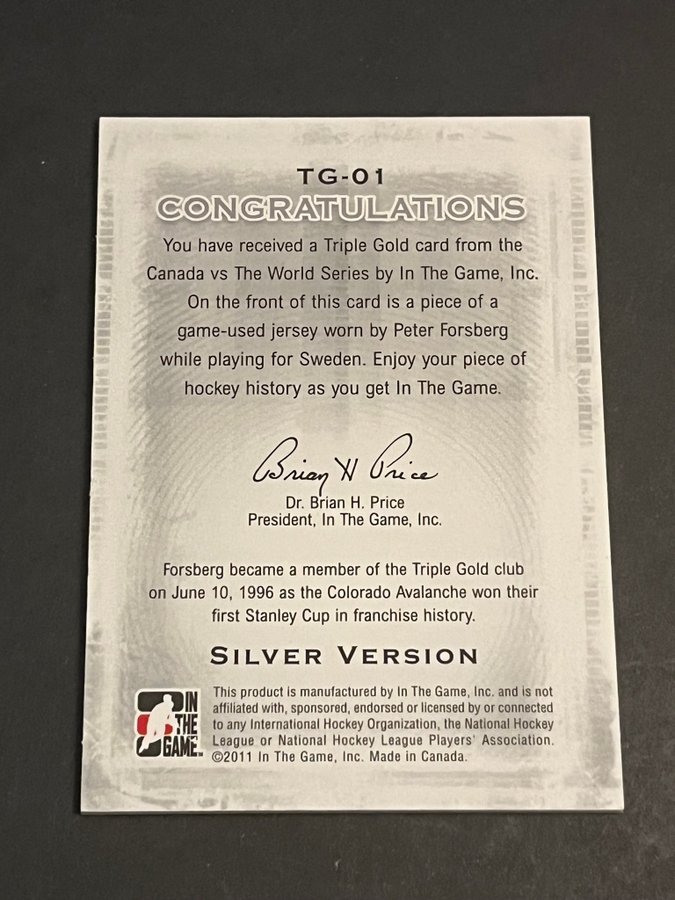 TG-01
CONGRATULATIONS
You have received a Triple Gold card from the
Canada vs The World Series by In The Game, Inc.
On the front of this card is a piece of a
game-used jersey worn by Peter Forsberg
while playing for Sweden. Enjoy your piece of
hockey history as you get In The Game.
Brian H Price
Dr. Brian H. Price
President, In The Game, Inc.
Forsberg became a member of the Triple Gold club
on June 10, 1996 as the Colorado Avalanche won their
first Stanley Cup in franchise history.
SILVER VERSION
IN
THE
GAME™
This product is manufactured by In The Game, Inc. and is not
affiliated with, sponsored, endorsed or licensed by or connected
to any International Hockey Organization, the National Hockey
League or National Hockey League Players' Association.
©2011 In The Game, Inc. Made in Canada.